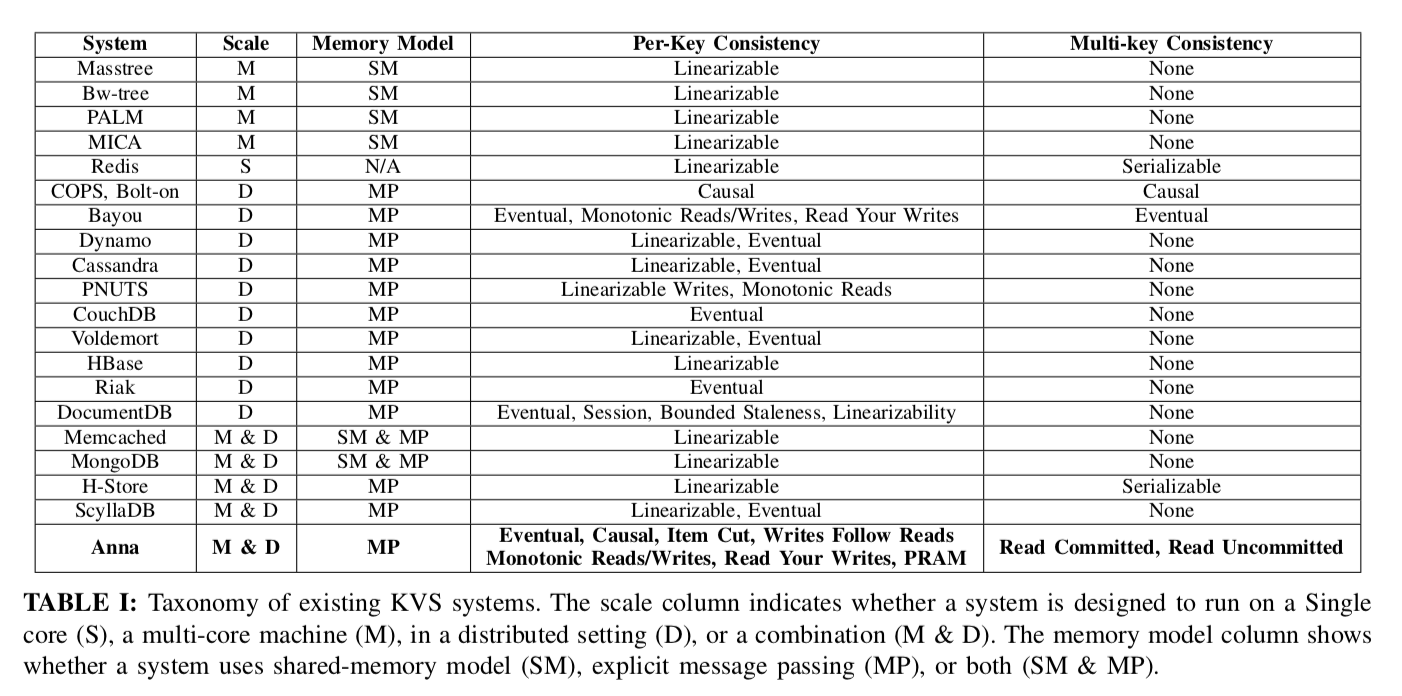 System Scale Memory Model Per-Key Consistency Multi-key Consistency
Masstree M SM Linearizable None
Bw-tree M SM Linearizable None
PALM M SM Linearizable None
MICA M SM Linearizable None
Redis S N/A Linearizable Serializable
COPS, Bolt-on D MP Causal Causal
Bayou D MP Eventual, Monotonic Reads/Writes, Read Your Writes Eventual
Dynamo D MP Linearizable, Eventual None
Cassandra D MP Linearizable, Eventual None
PNUTS D MP Linearizable Writes, Monotonic Reads None
CouchDB D MP Eventual None
Voldemort D MP Linearizable, Eventual None
HBase D MP Linearizable None
Riak D MP Eventual None
DocumentDB D MP Eventual, Session, Bounded Staleness, Linearizability None
Memcached M & D SM & MP Linearizable None
MongoDB M & D SM & MP Linearizable None
H-Store M & D MP Linearizable Serializable
ScyllaDB M & D MP Linearizable, Eventual None
Anna M & D MP Eventual, Causal, Item Cut, Writes Follow Reads
Monotonic Reads/Writes, Read Your Writes, PRAM Read Committed, Read Uncommitted
TABLE I: Taxonomy of existing KVS systems. The scale column indicates whether a system is designed to run on a Single
core (S), a multi-core machine (M), in a distributed setting (D), or a combination (M & D). The memory model column shows
whether a system uses shared-memory model (SM), explicit message passing (MP), or both (SM & MP).